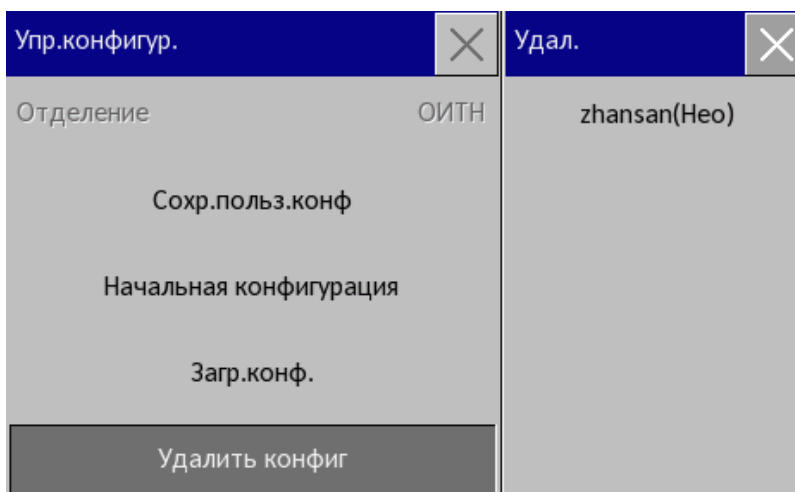 Упр.конфигур.
Удал.
Отделение ОИТН
zhansan(Нео)
Сохр.польз.конф
Начальная конфигурация
Загр.конф.
Удалить конфиг